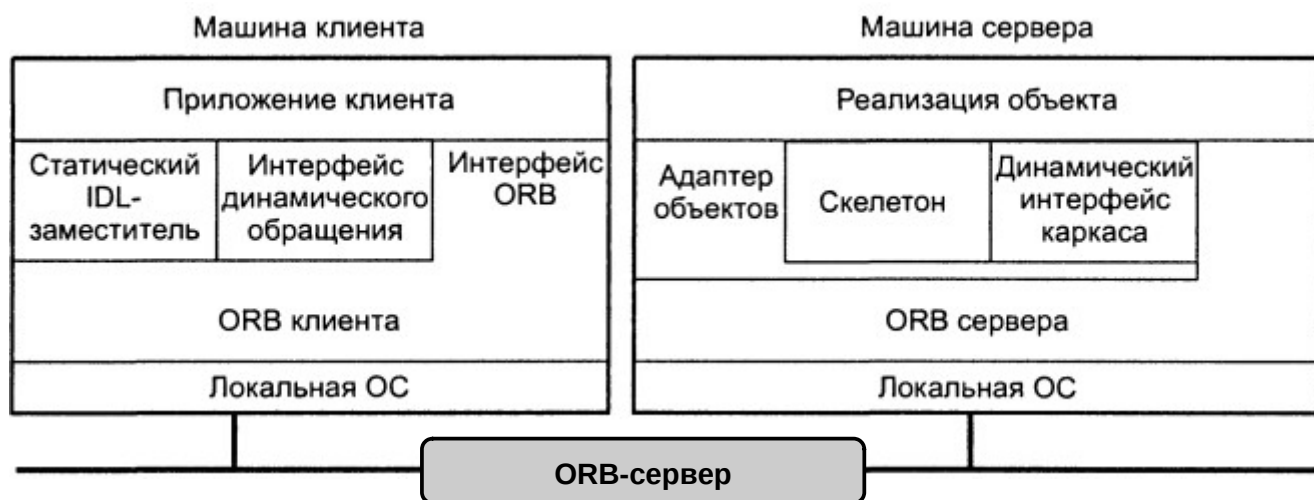 Машина клиента
Машина сервера
Приложение клиента
Реализация объекта
Статический
IDL-
заместитель
Интерфейс
динамического
обращения
Интерфейс
ORB
Адаптер
объектов
Скелетон
Динамический
интерфейс
каркаса
ORB клиента
ORB сервера
Локальная ОС
Локальная ОС
ORB-сервер